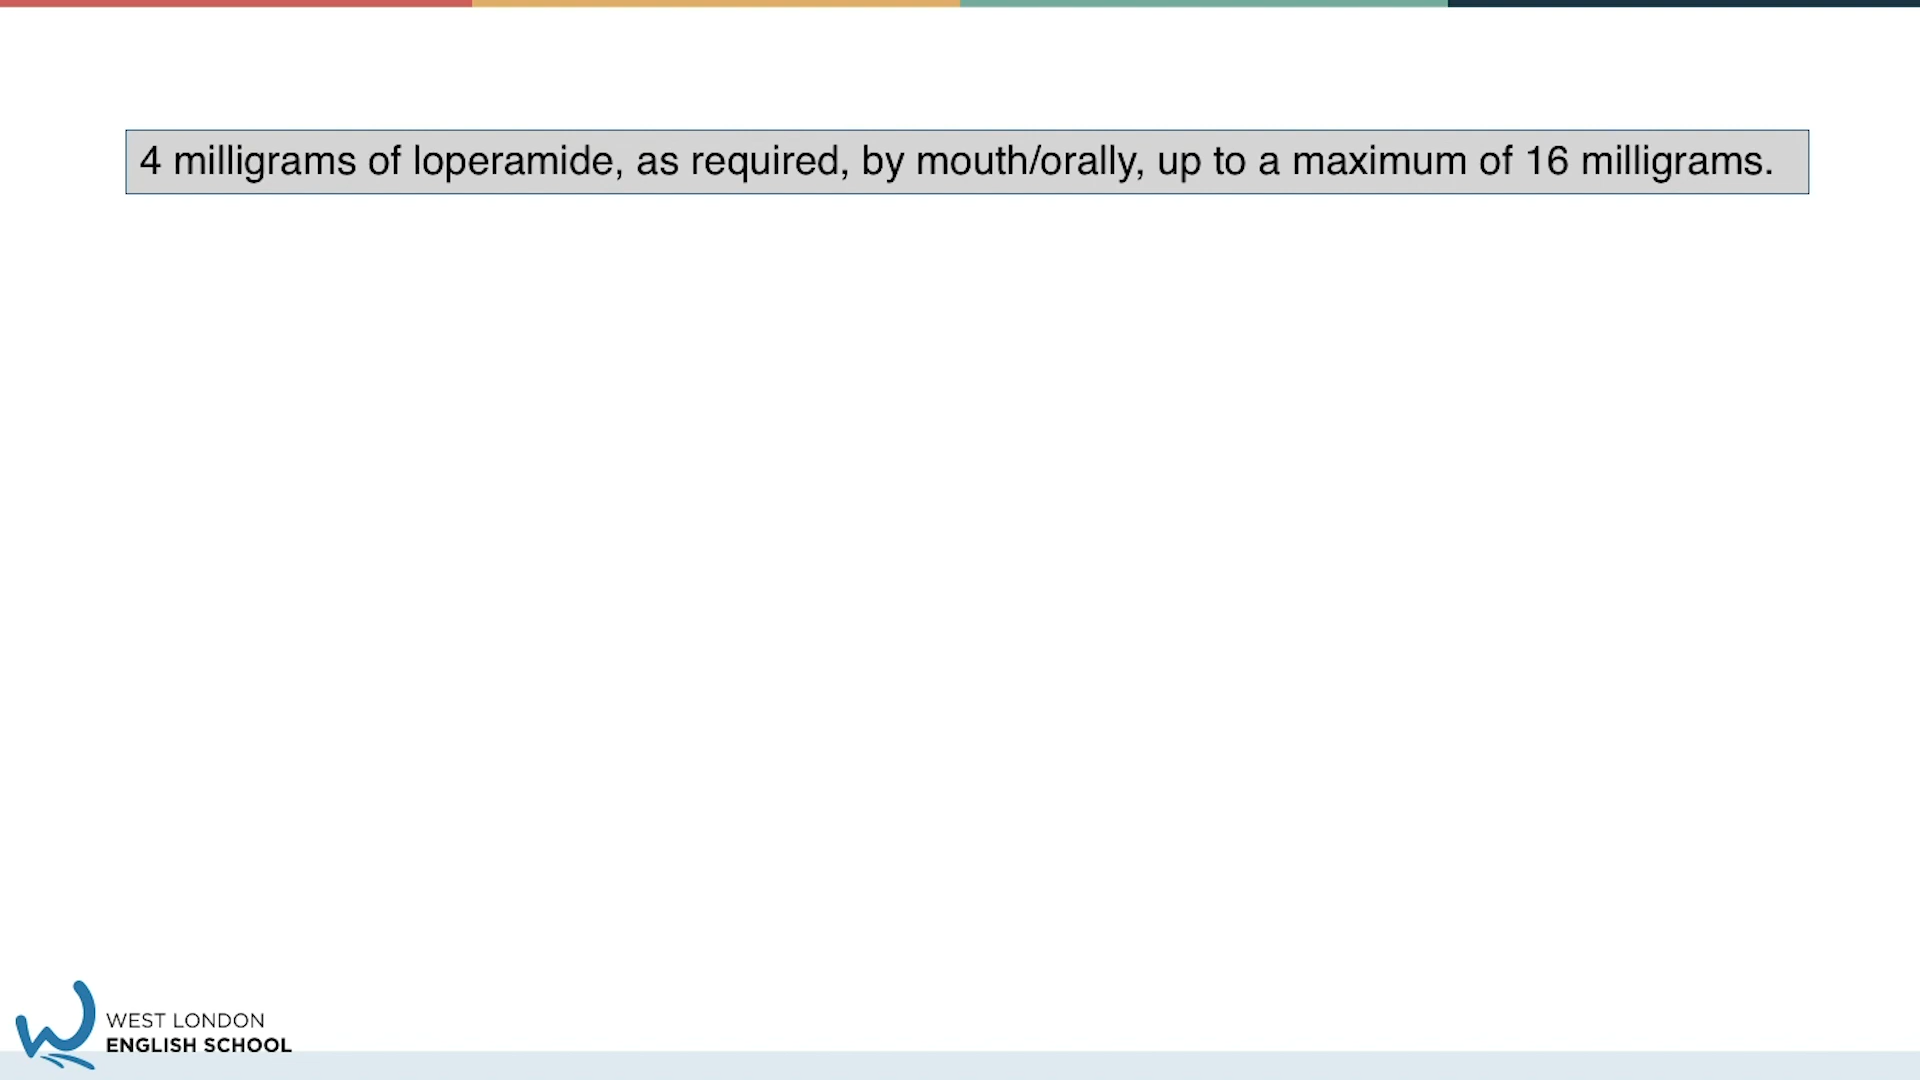 4 milligrams of loperamide, as required, by mouth/orally, up to a maximum of 16 milligrams.
WEST LONDON
ENGLISH SCHOOL